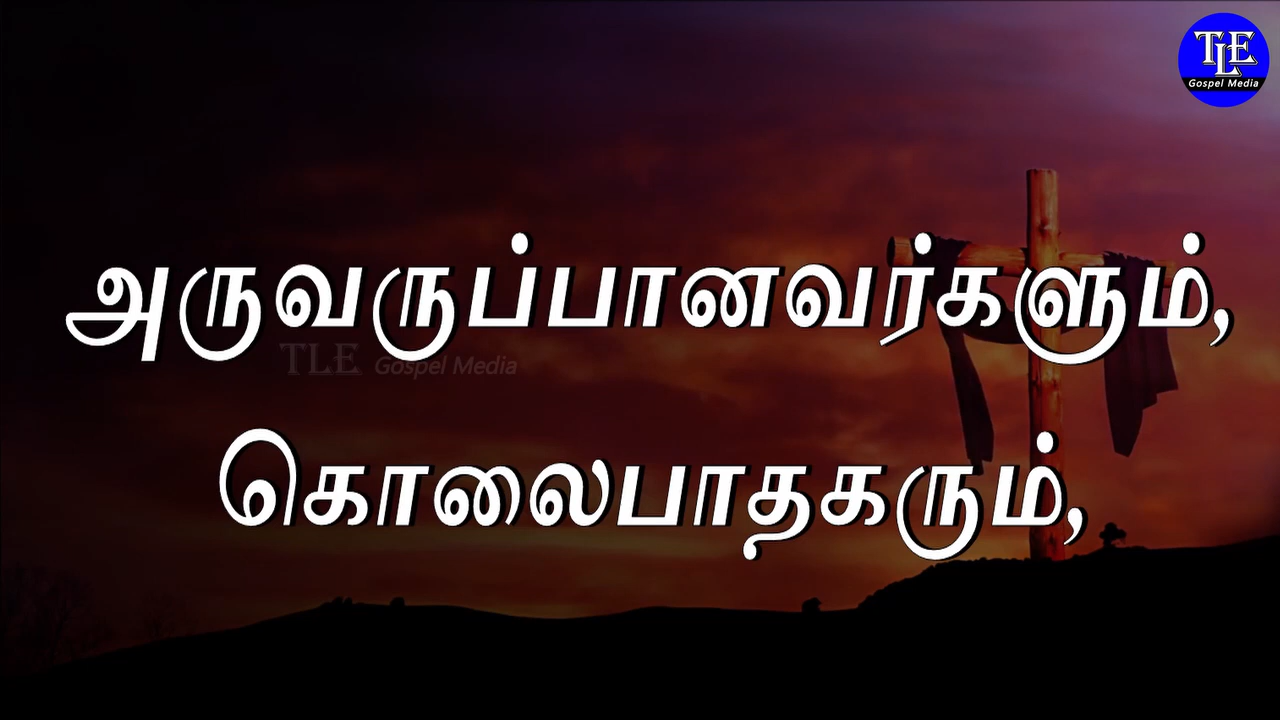 TLE
Gospel Media
அருவருப்பானவர்களும்,
TLE Gospel Media
கொலைபாதகரும்,